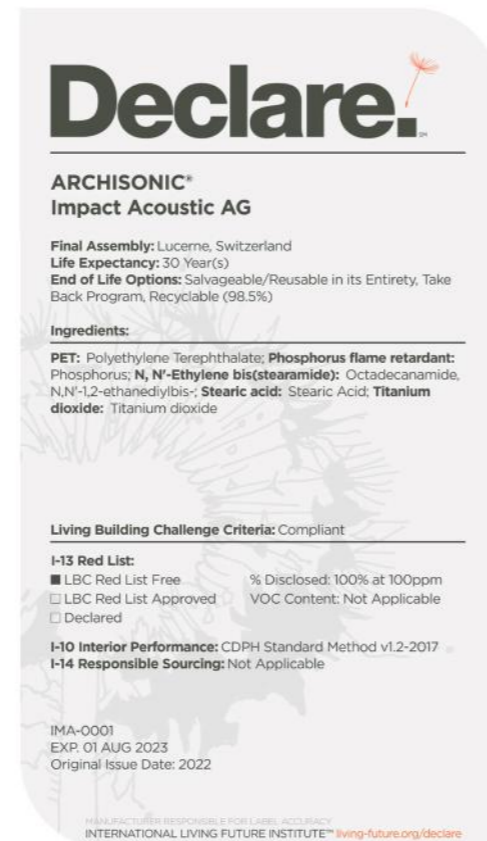 Declare.
SM
ARCHISONIC®
Impact Acoustic AG
Final Assembly: Lucerne, Switzerland
Life Expectancy: 30 Year(s)
End of Life Options: Salvageable/Reusable in its Entirety, Take
Back Program, Recyclable (98.5%)
Ingredients:
PET: Polyethylene Terephthalate; Phosphorus flame retardant:
Phosphorus; N, N'-Ethylene bis(stearamide): Octadecanamide,
N,N'-1,2-ethanediylbis-; Stearic acid: Stearic Acid; Titanium
dioxide: Titanium dioxide
Living Building Challenge Criteria: Compliant
I-13 Red List:
■ LBC Red List Free % Disclosed: 100% at 100ppm
□ LBC Red List Approved VOC Content: Not Applicable
□ Declared
I-10 Interior Performance: CDPH Standard Method v1.2-2017
I-14 Responsible Sourcing: Not Applicable
IMA-0001
EXP. 01 AUG 2023
Original Issue Date: 2022
MANUFACTURER RESPONSIBLE FOR LABEL ACCURACY
INTERNATIONAL LIVING FUTURE INSTITUTE™ living-future.org/declare